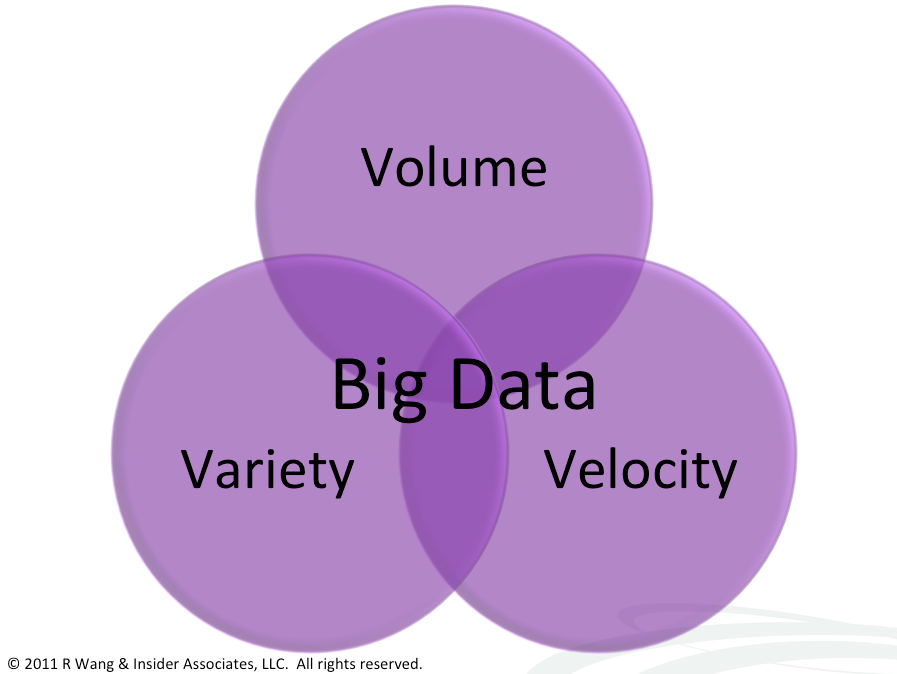 Volume
Big Data
Variety
Velocity
© 2011 R Wang & Insider Associates, LLC.  All rights reserved.